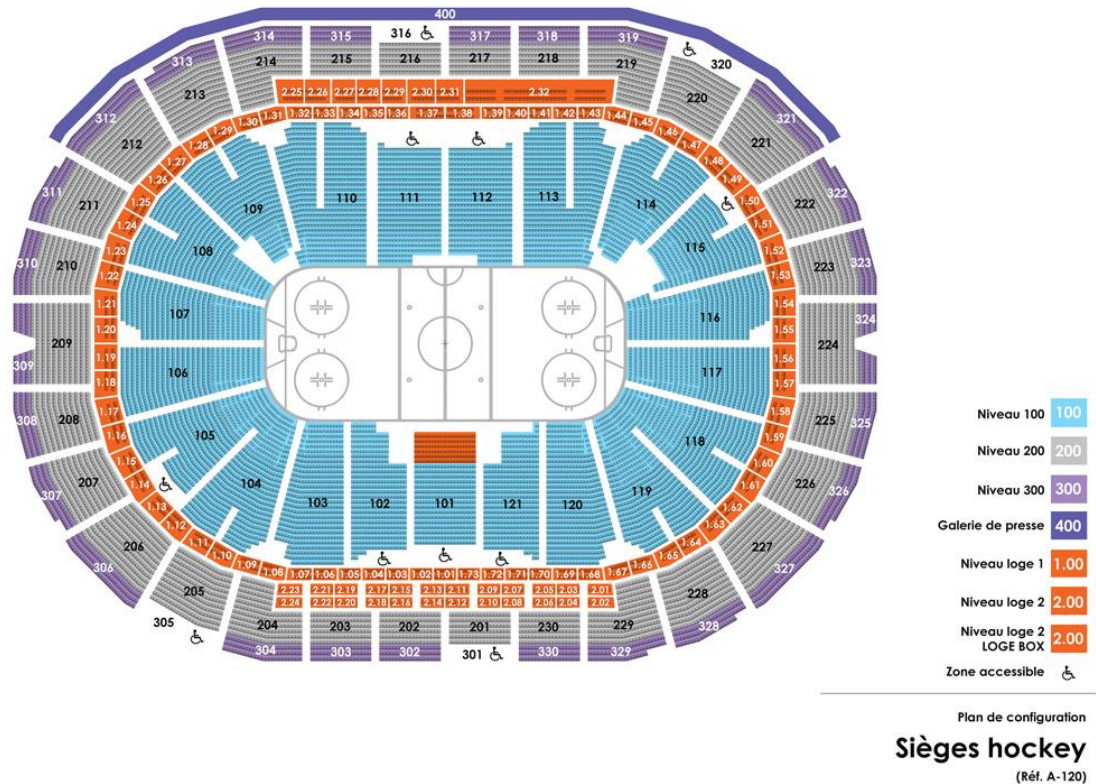 400
314 315 316 317 318 319 320
313 214 215 216 217 218 219 220
213 321
312 212 221
2.25 2.26 2.27 2.28 2.29 2.30 2.31 2.32
1.28 1.29 1.30 1.31 1.32 1.33 1.34 1.35 1.36 1.37 1.38 1.39 1.40 1.41 1.42 1.43 1.44 1.45 1.46 1.47
1.27 1.48
1.26 1.49
311 211 1.25 1.50 222 322
1.24 1.51
109 110 111 112 113 114
108 115
310 210 1.23 1.52 223 323
1.22 1.53
1.21 107 116 1.54
1.20 1.55
309 209 224 324
1.19 106 117 1.56
1.18 1.57
308 208 1.17 1.58 225 325
1.16 1.59
105 118
104 103 102 101 121 120 119
307 207 1.15 1.60 226 326
1.14 1.61
1.13 1.62
1.12 1.63
306 206 1.11 1.64 227 327
1.10 1.09 1.08 1.07 1.06 1.05 1.04 1.03 1.02 1.01 1.73 1.72 1.71 1.70 1.69 1.68 1.67 1.66 1.65
2.23 2.21 2.19 2.17 2.15 2.13 2.11 2.09 2.07 2.05 2.03 2.01
2.24 2.22 2.20 2.18 2.16 2.14 2.12 2.10 2.08 2.06 2.04 2.02
305 205 204 203 202 201 230 229 228 328
304 303 302 301 330 329
Niveau 100 100
Niveau 200 200
Niveau 300 300
Galerie de presse 400
Niveau loge 1 1.00
Niveau loge 2 2.00
Niveau loge 2
LOGE BOX 2.00
Zone accessible
Plan de configuration
Sièges hockey
(Réf. A-120)